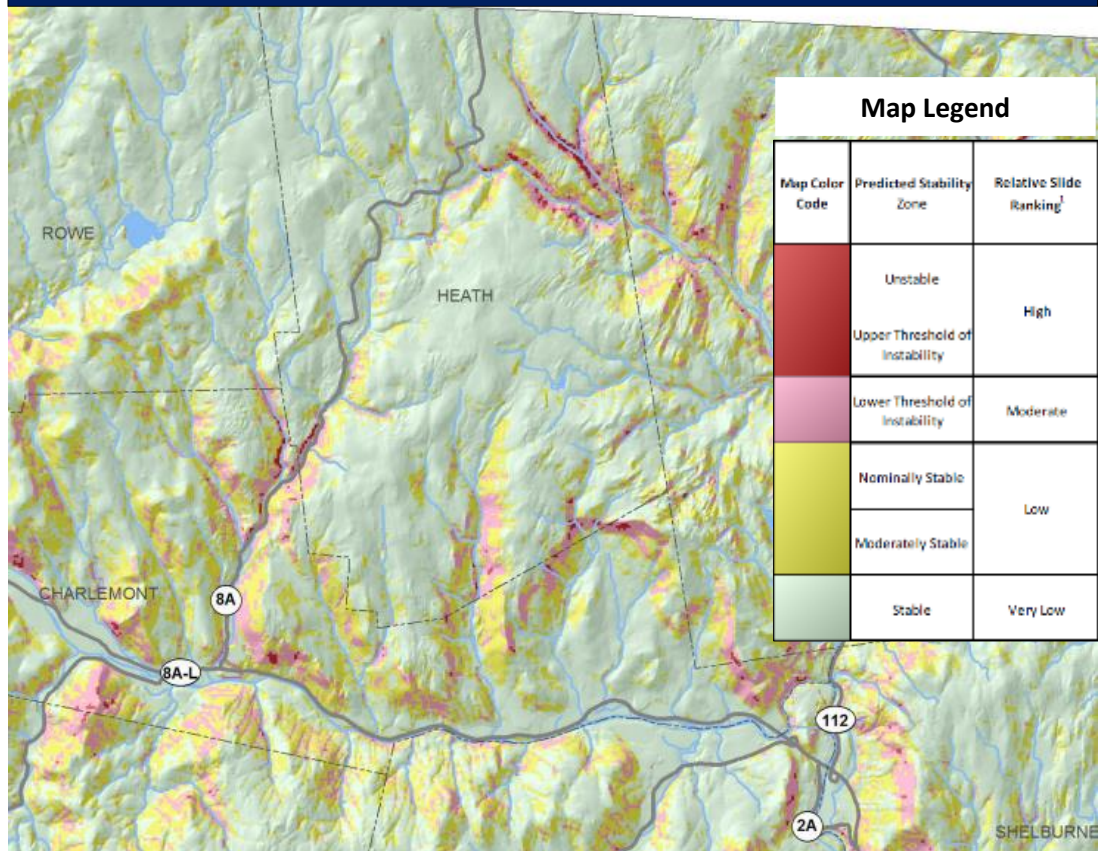 Map Legend
Map Color
Code
Predicted Stability
Zone
Relative Slide
Ranking1
Unstable
Upper Threshold of
Instability
High
Lower Threshold of
Instability
Moderate
Nominally Stable
Moderately Stable
Low
Stable
Very Low
ROWE
HEATH
CHARLEMONT
8A
8A-L
112
2A
SHELBURNE